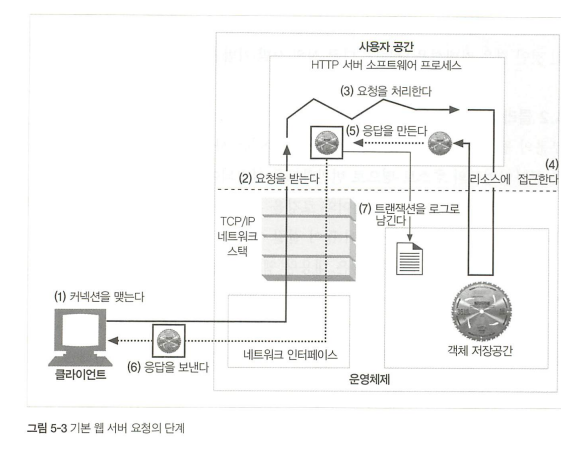 사용자 공간
HTTP 서버 소프트웨어 프로세스
(3) 요청을 처리한다
(5) 응답을 만든다
(4)
리소스에 접근한다
(2) 요청을 받는다
(7) 트랜잭션을 로그로
남긴다
TCP/IP
네트워크
스택
(1) 커넥션을 맺는다
네트워크 인터페이스
객체 저장공간
클라이언트
(6) 응답을 보낸다
운영체제
그림 5-3 기본 웹 서버 요청의 단계